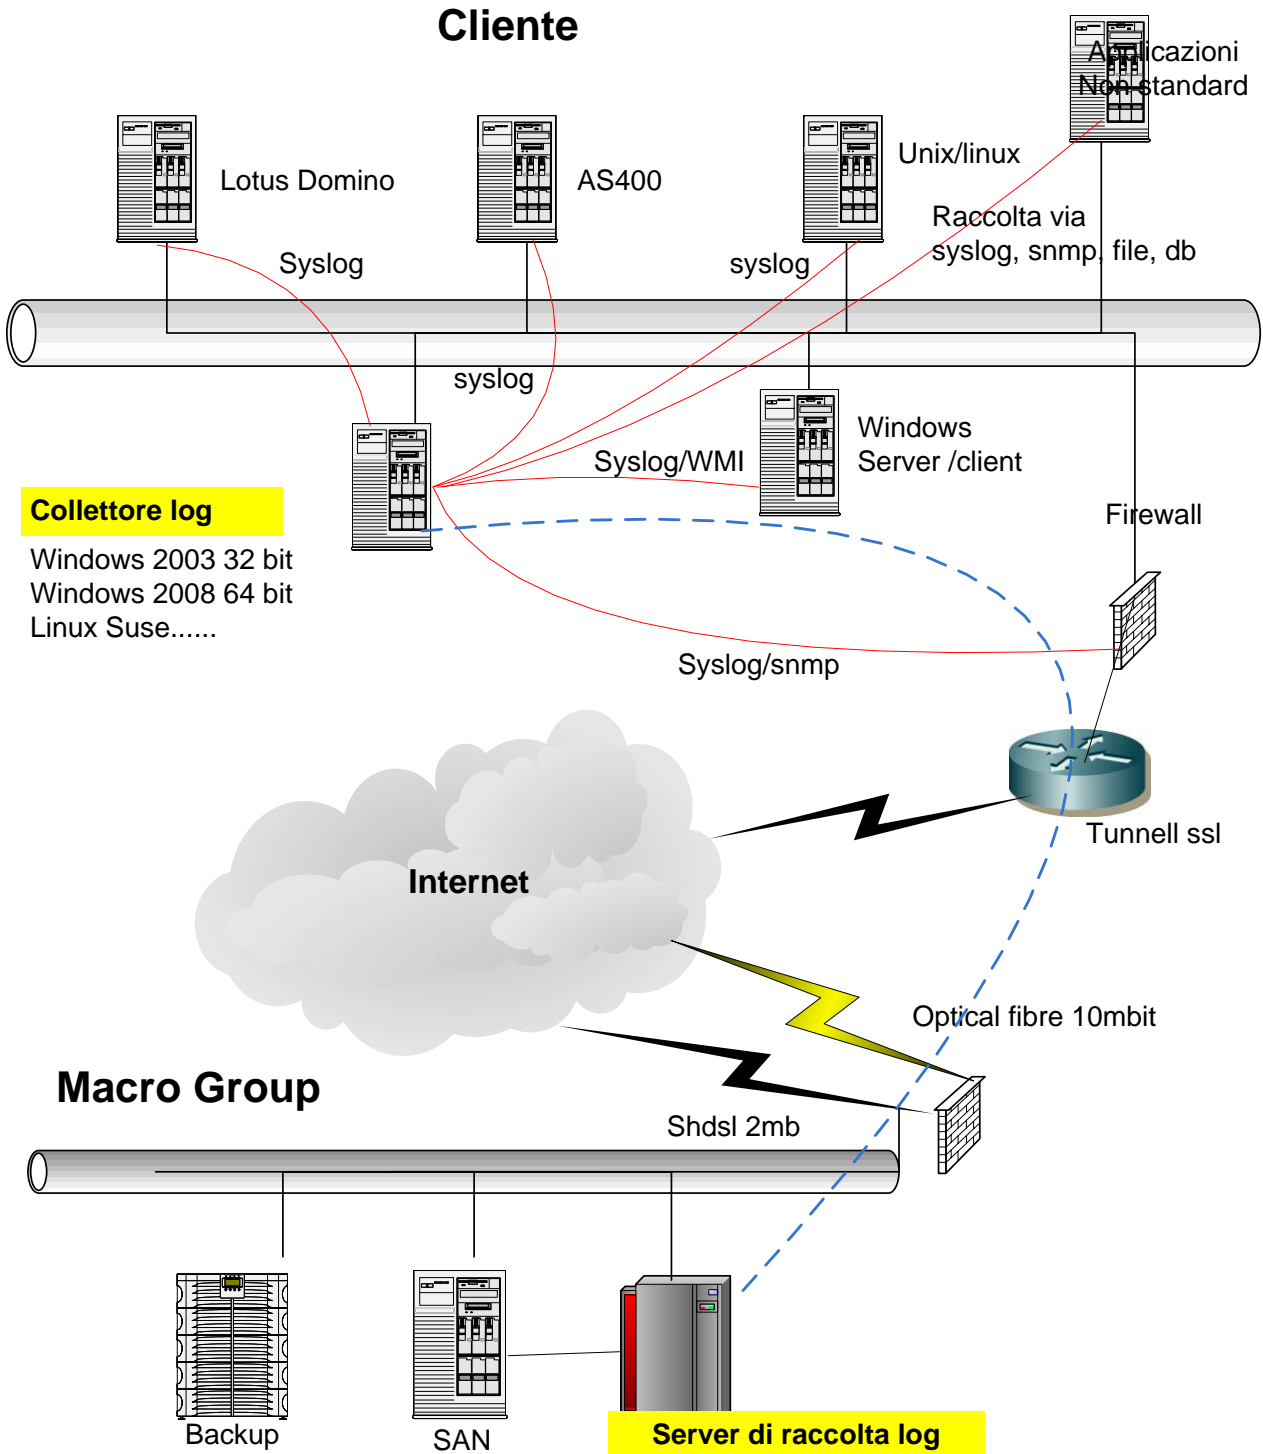 Cliente
Applicazioni
Non standard
Lotus Domino
AS400
Unix/linux
Raccolta via
syslog, snmp, file, db
Syslog
syslog
syslog
Windows
Server /client
Syslog/WMI
Collettore log
Windows 2003 32 bit
Windows 2008 64 bit
Linux Suse......
Firewall
Syslog/snmp
Tunnell ssl
Internet
Optical fibre 10mbit
Macro Group
Shdsl 2mb
Backup
SAN
Server di raccolta log